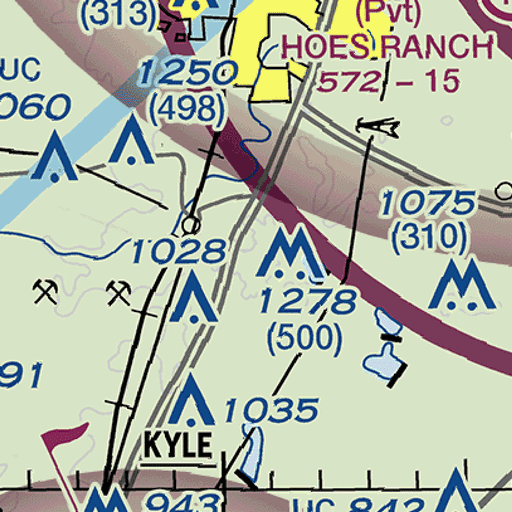 (313)
(Pvt)
HOES RANCH
572 - 15
UC
060
1250
(498)
1075
(310)
1028
1278
(500)
91
1035
KYLE
943
UC 842